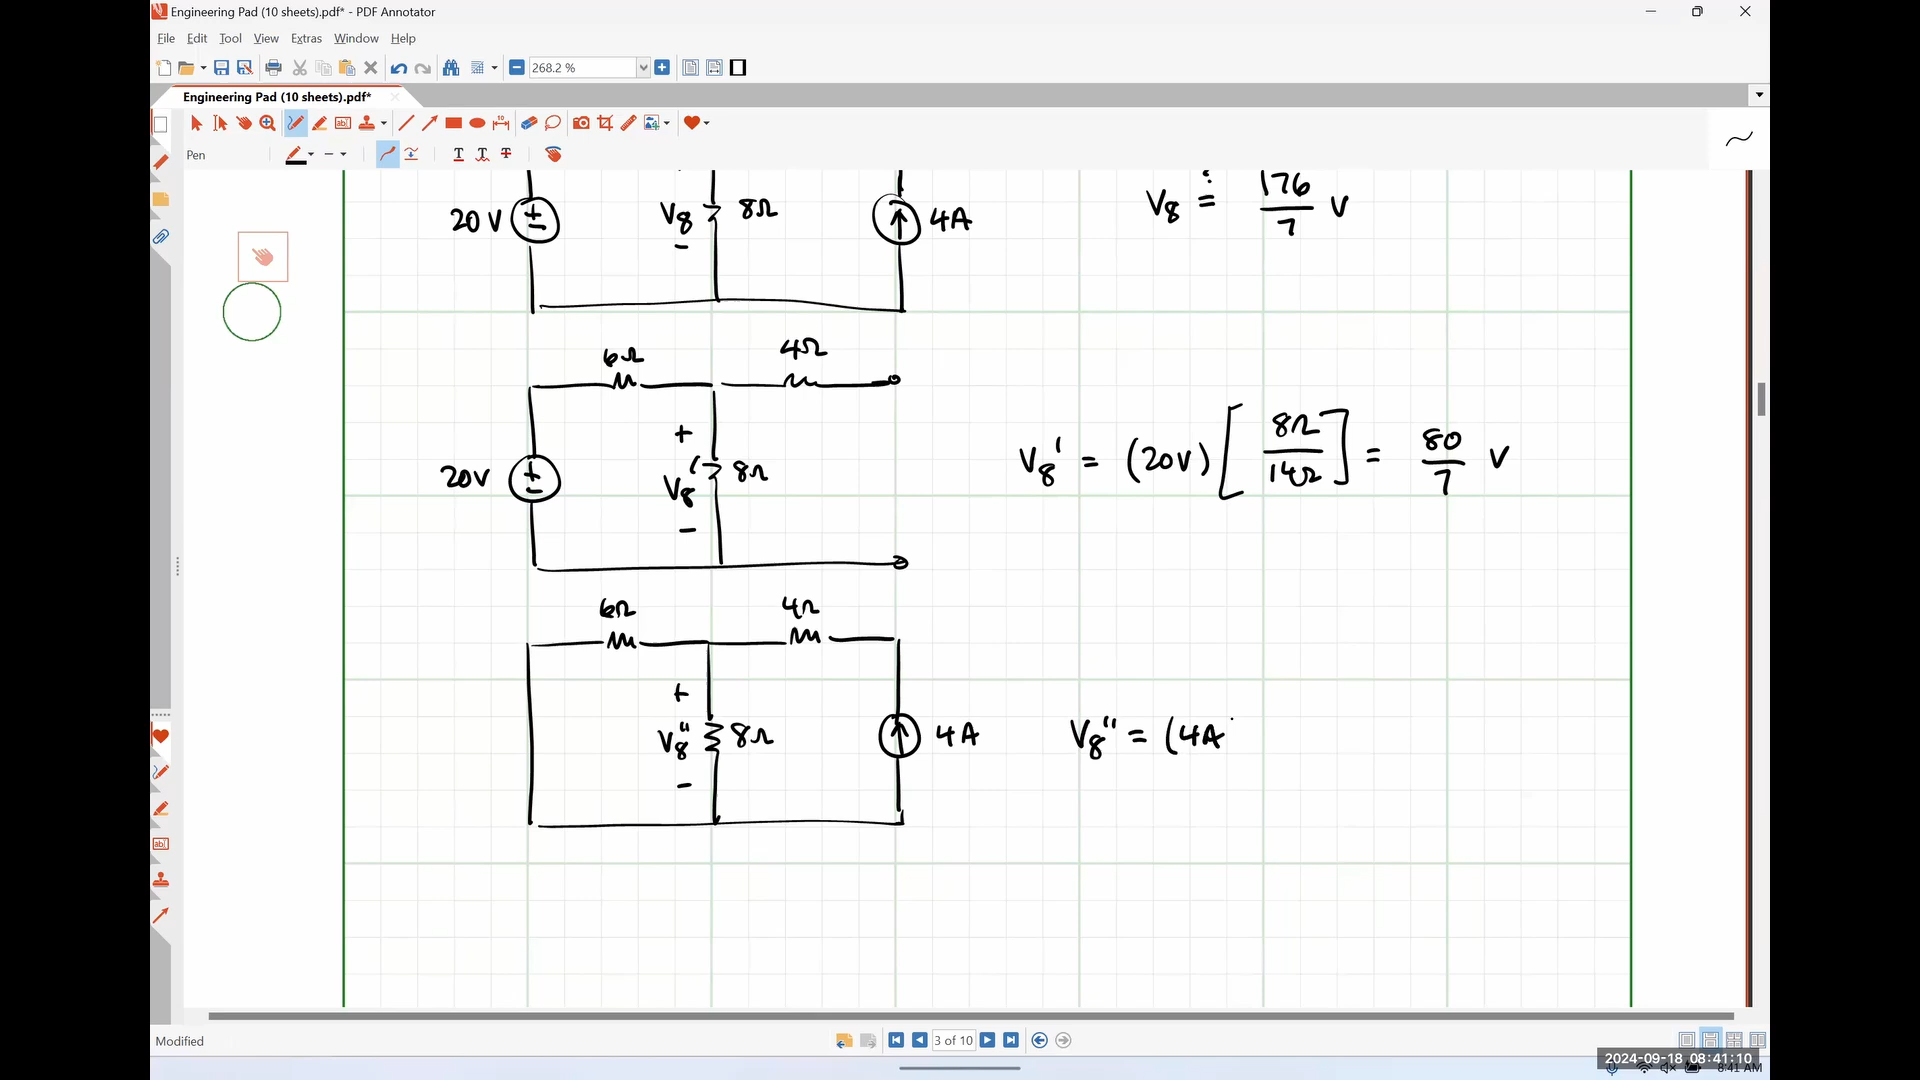 Engineering Pad (10 sheets).pdf* - PDF Annotator
File Edit Tool View Extras Window Help
268.2 %
Engineering Pad (10 sheets).pdf*
Pen
20 V
+
−
V8
−
8Ω
4A
V8 = 176/7 V
?
6Ω
4Ω
20V
+
−
+
V8'
−
8Ω
V8' = (20V) [8Ω/14Ω] = 80/7 V
6Ω
4Ω
+
V8"
−
8Ω
4A
V8" = (4A
Modified
3 of 10
2024-09-18 08:41:10
8:41 AM